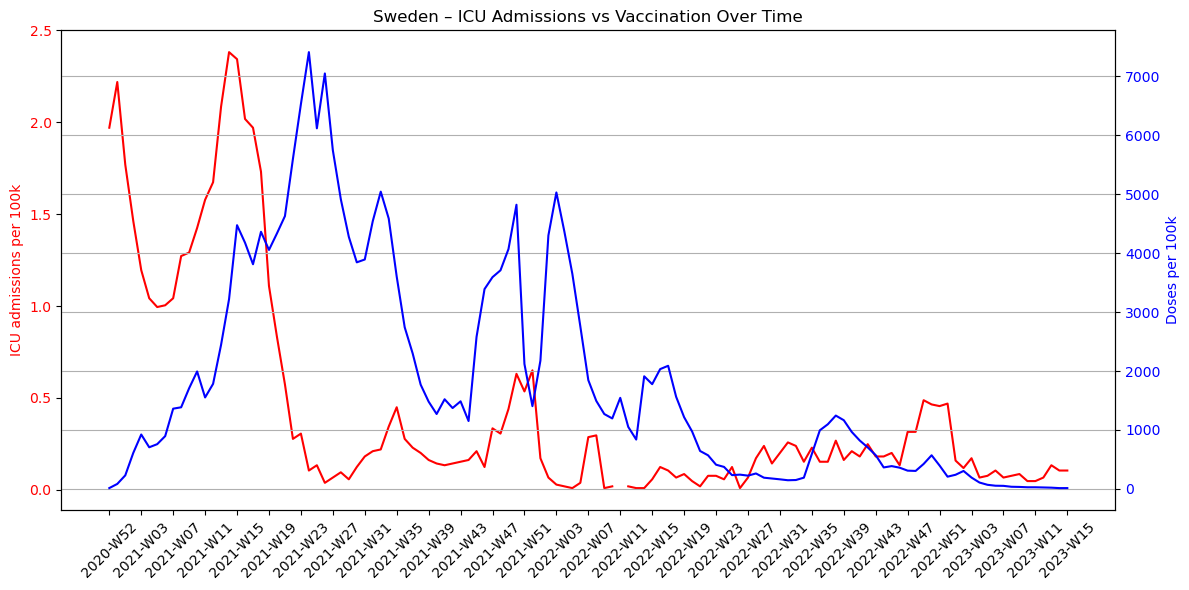 Sweden – ICU Admissions vs Vaccination Over Time
ICU admissions per 100k
2.5
2.0
1.5
1.0
0.5
0.0
7000
6000
5000
4000
3000
2000
1000
0
Doses per 100k
2020-W52
2021-W03
2021-W07
2021-W11
2021-W15
2021-W19
2021-W23
2021-W27
2021-W31
2021-W35
2021-W39
2021-W43
2021-W47
2021-W51
2022-W03
2022-W07
2022-W11
2022-W15
2022-W19
2022-W23
2022-W27
2022-W31
2022-W35
2022-W39
2022-W43
2022-W47
2022-W51
2023-W03
2023-W07
2023-W11
2023-W15